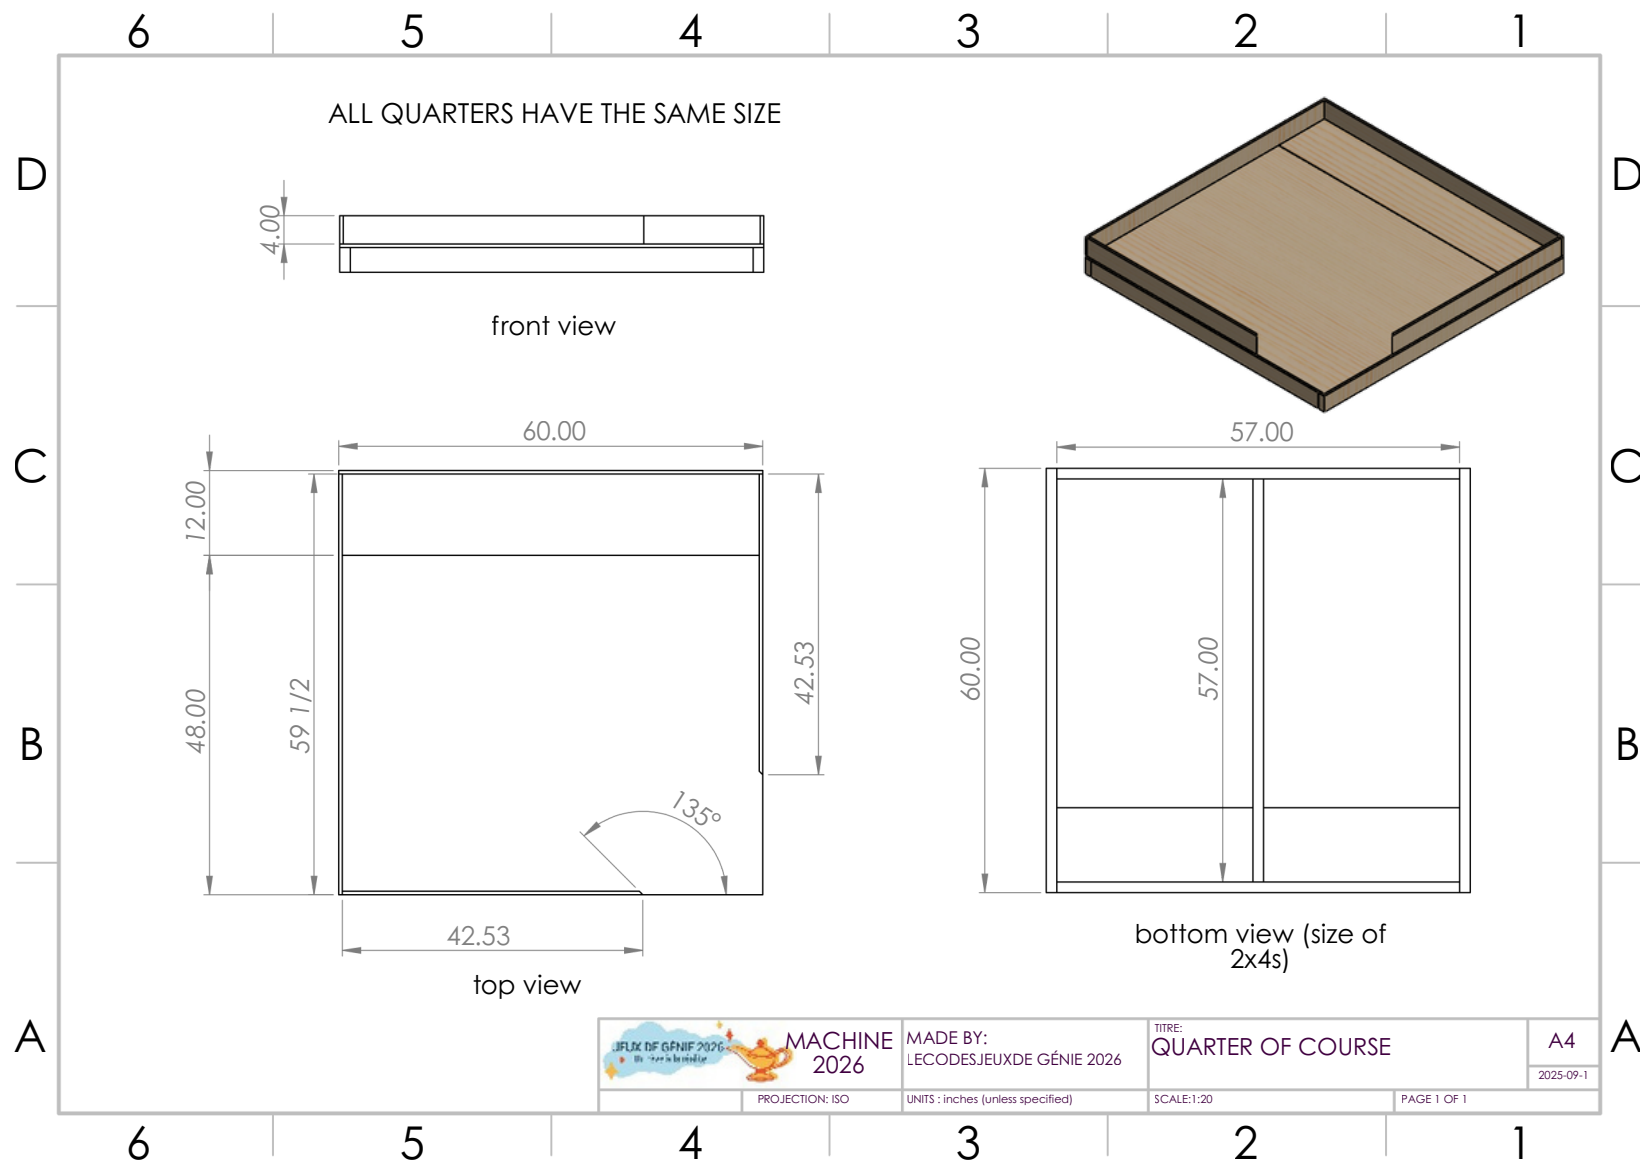 6 5 4 3 2 1
ALL QUARTERS HAVE THE SAME SIZE
D D
4.00
front view
60.00
57.00
C C
12.00
42.53
60.00
57.00
59 1/2
48.00
B B
135°
42.53
bottom view (size of
2x4s)
top view
A A
JEUX DE GÉNIE 2026
MACHINE
2026
MADE BY:
LECODESJEUXDE GÉNIE 2026
TITRE:
QUARTER OF COURSE
A4
2025-09-1
PROJECTION: ISO
UNITS : inches (unless specified)
SCALE:1:20
PAGE 1 OF 1
6 5 4 3 2 1